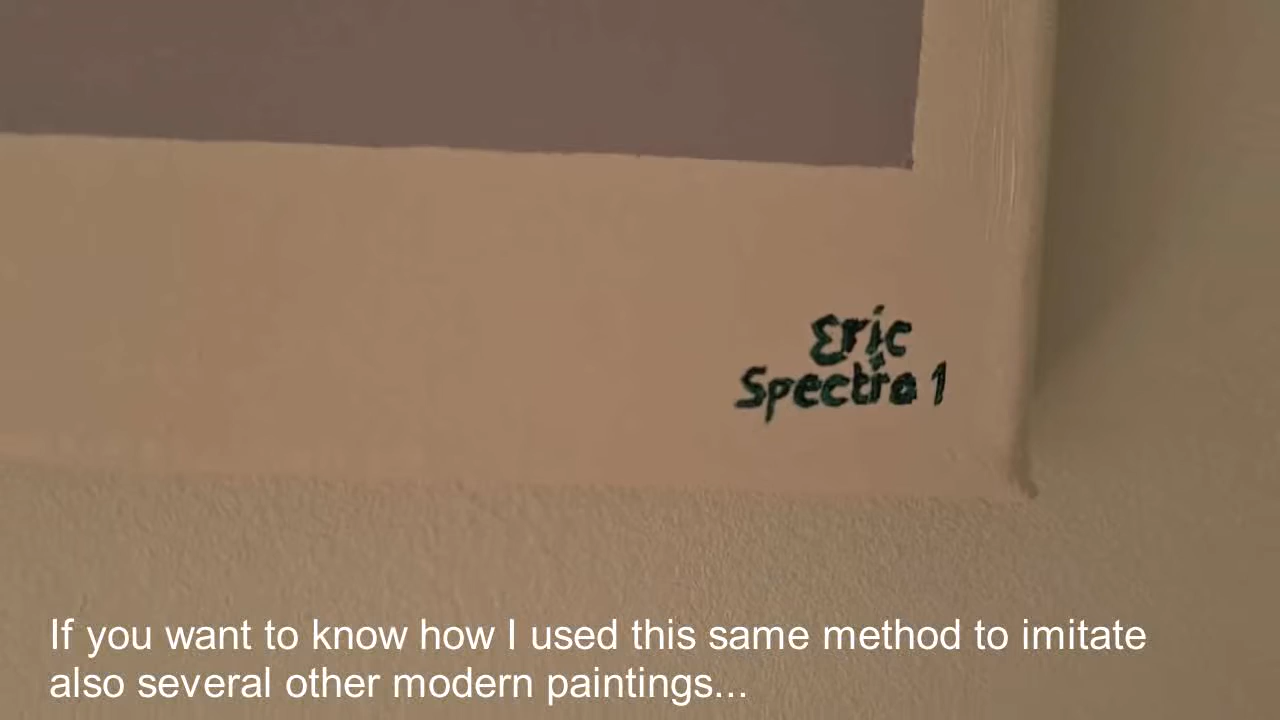 Eric
Spectra 1
If you want to know how I used this same method to imitate
also several other modern paintings...